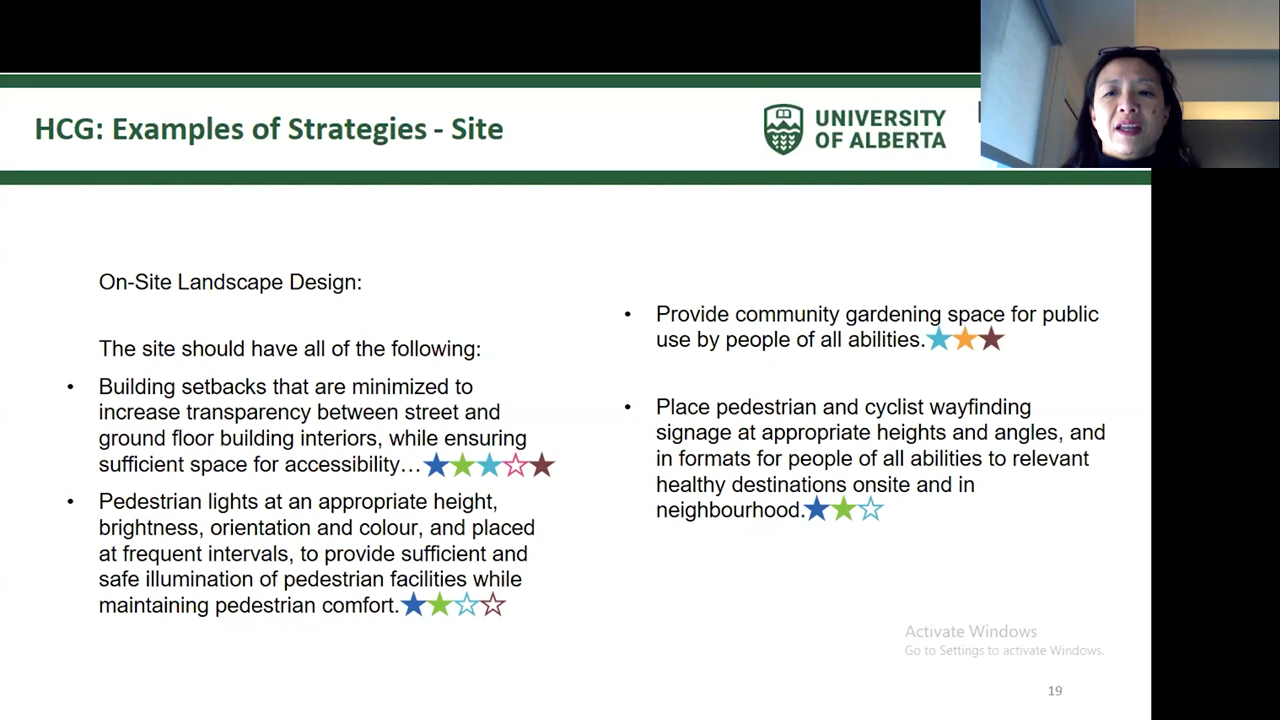 HCG: Examples of Strategies - Site
UNIVERSITY
OF ALBERTA
On-Site Landscape Design:
The site should have all of the following:
• Building setbacks that are minimized to
increase transparency between street and
ground floor building interiors, while ensuring
sufficient space for accessibility…
• Pedestrian lights at an appropriate height,
brightness, orientation and colour, and placed
at frequent intervals, to provide sufficient and
safe illumination of pedestrian facilities while
maintaining pedestrian comfort.
• Provide community gardening space for public
use by people of all abilities.
• Place pedestrian and cyclist wayfinding
signage at appropriate heights and angles, and
in formats for people of all abilities to relevant
healthy destinations onsite and in
neighbourhood.
Activate Windows
Go to Settings to activate Windows.
19